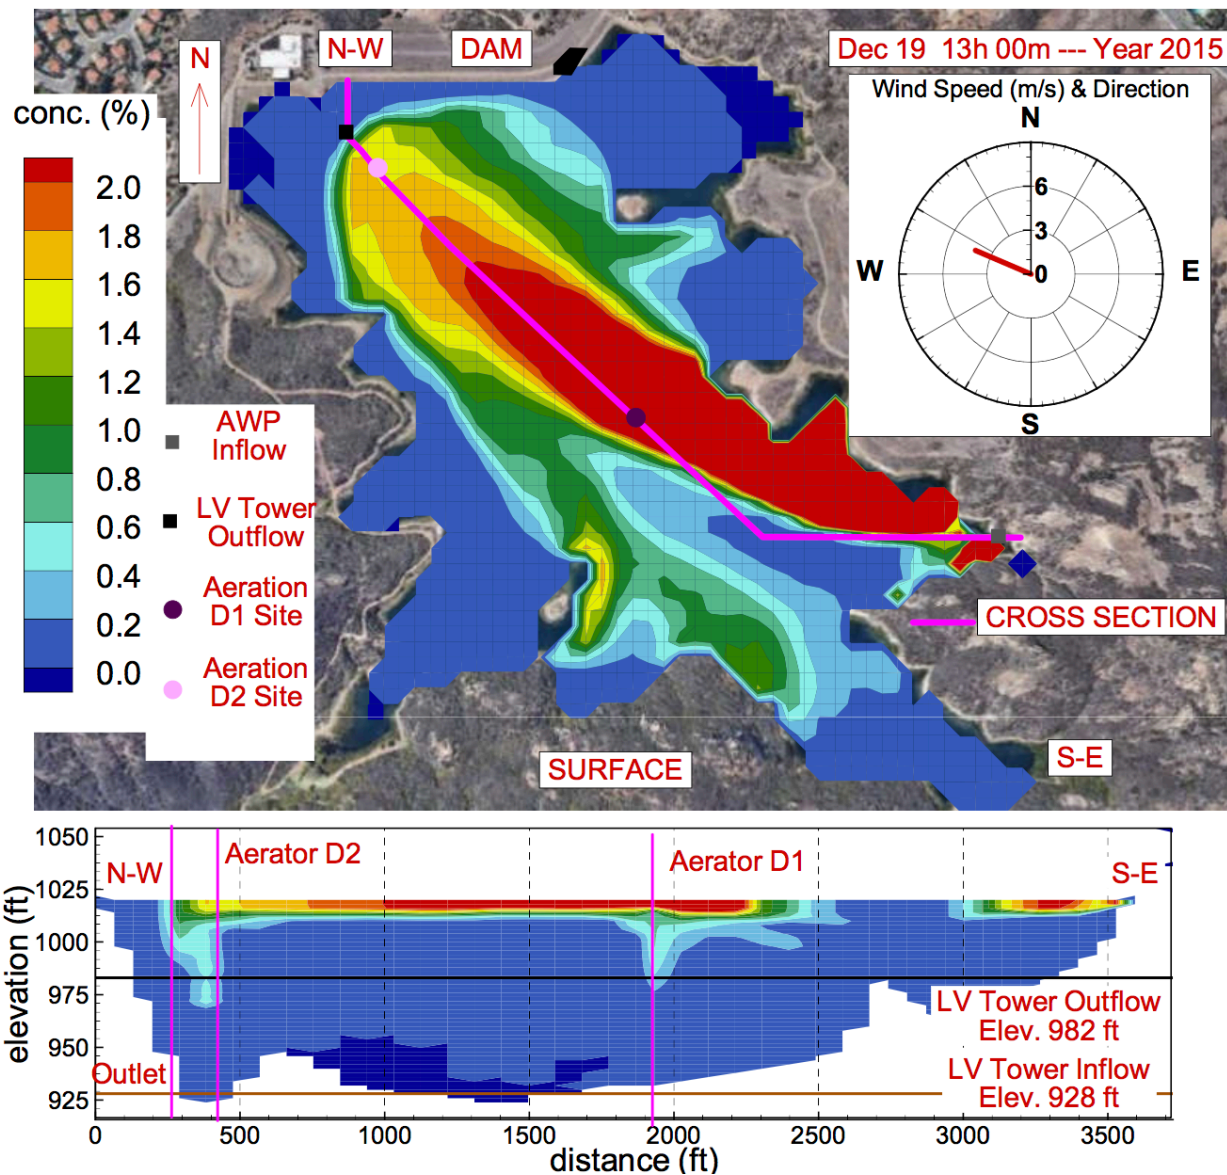 N
N-W
DAM
Dec 19 13h 00m --- Year 2015
Wind Speed (m/s) & Direction
N
6
3
0
W
E
S
conc. (%)
2.0
1.8
1.6
1.4
1.2
1.0
0.8
0.6
0.4
0.2
0.0
AWP
Inflow
LV Tower
Outflow
Aeration
D1 Site
Aeration
D2 Site
CROSS SECTION
SURFACE
S-E
1050
1025
1000
975
950
925
elevation (ft)
N-W
Aerator D2
Aerator D1
S-E
LV Tower Outflow
Elev. 982 ft
Outlet
LV Tower Inflow
Elev. 928 ft
0
500
1000
1500
2000
2500
3000
3500
distance (ft)